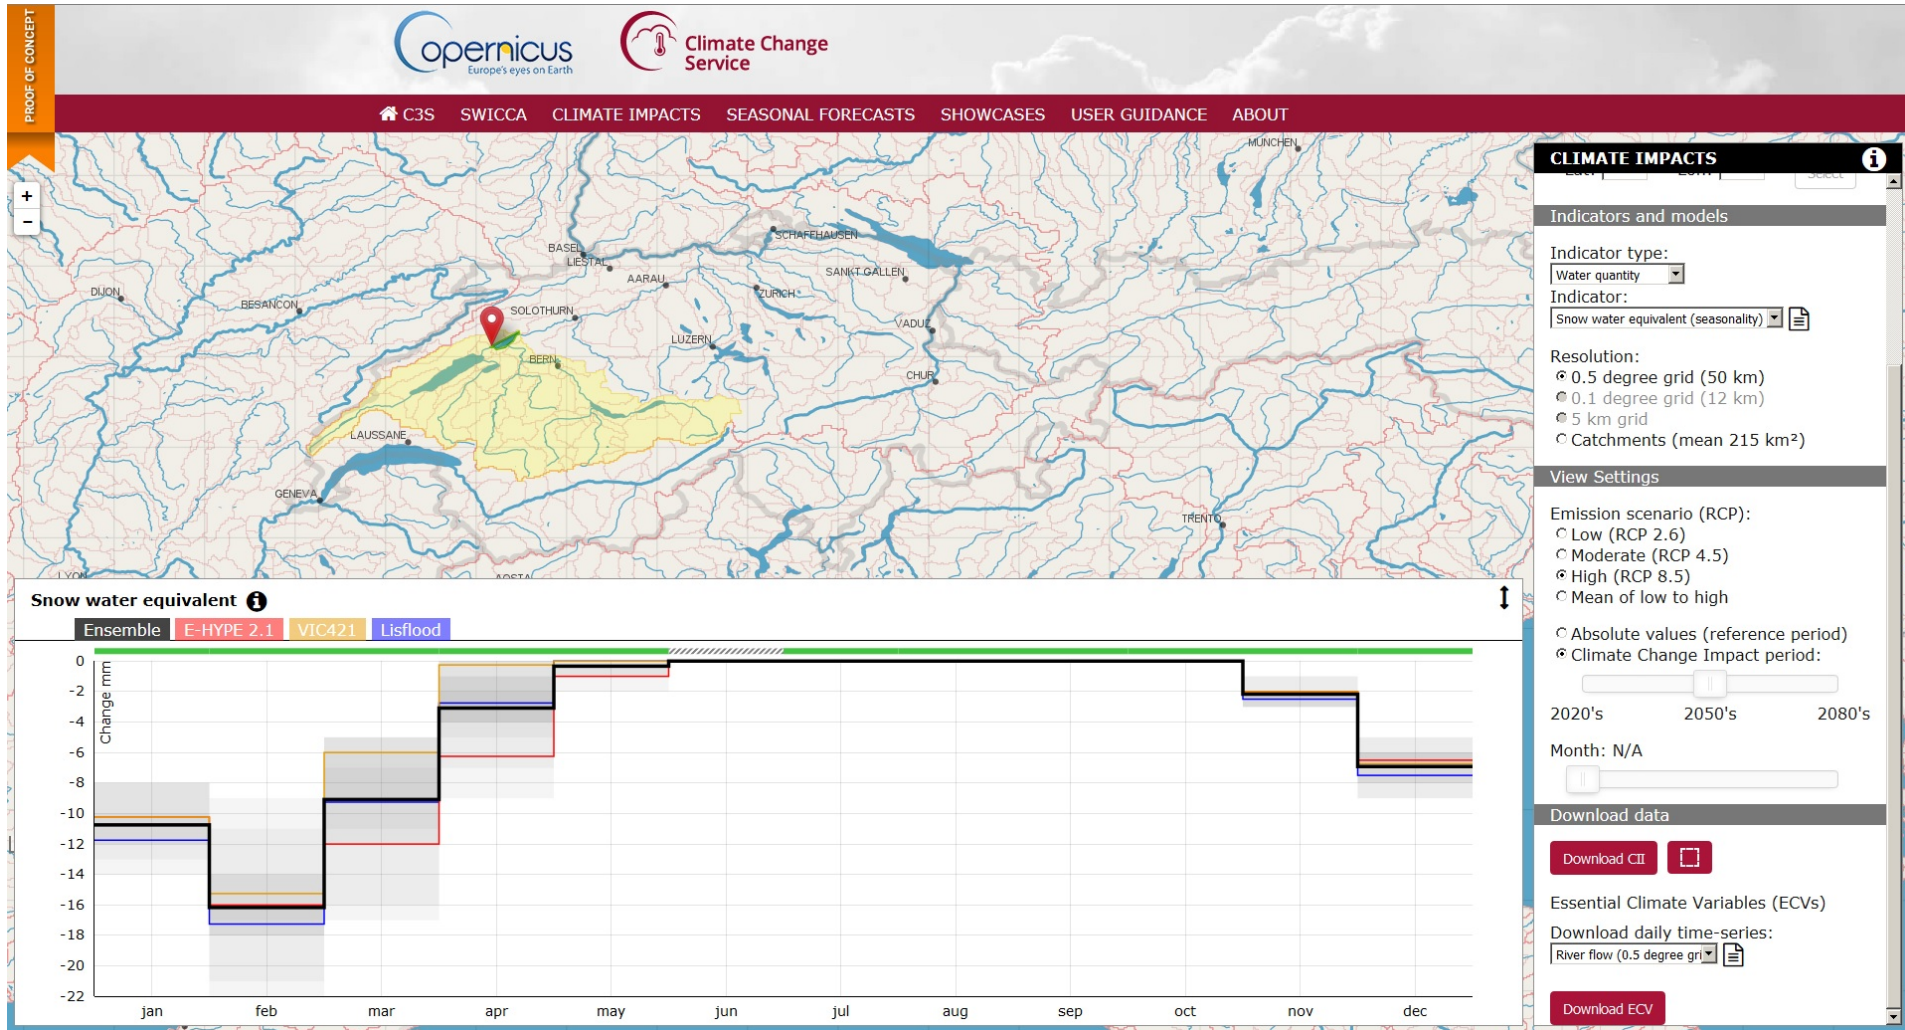 PROOF OF CONCEPT
opernicus
Europe's eyes on Earth
Climate Change
Service
C3S SWICCA CLIMATE IMPACTS SEASONAL FORECASTS SHOWCASES USER GUIDANCE ABOUT
+
−
MUNCHEN
SCHAFFHAUSEN
BASEL
LIESTAL
AARAU
SANKT GALLEN
DIJON
BESANCON
ZURICH
SOLOTHURN
VADUZ
LUZERN
BERN
CHUR
LAUSSANE
GENEVA
TRENTO
LYON
AOSTA
CLIMATE IMPACTS
Select
Indicators and models
Indicator type:
Water quantity
Indicator:
Snow water equivalent (seasonality)
Resolution:
0.5 degree grid (50 km)
0.1 degree grid (12 km)
5 km grid
Catchments (mean 215 km²)
View Settings
Emission scenario (RCP):
Low (RCP 2.6)
Moderate (RCP 4.5)
High (RCP 8.5)
Mean of low to high
Absolute values (reference period)
Climate Change Impact period:
2020's 2050's 2080's
Month: N/A
Download data
Download CII
Essential Climate Variables (ECVs)
Download daily time-series:
River flow (0.5 degree gri
Download ECV
Snow water equivalent
Ensemble E-HYPE 2.1 VIC421 Lisflood
Change mm
0
-2
-4
-6
-8
-10
-12
-14
-16
-18
-20
-22
jan feb mar apr may jun jul aug sep oct nov dec